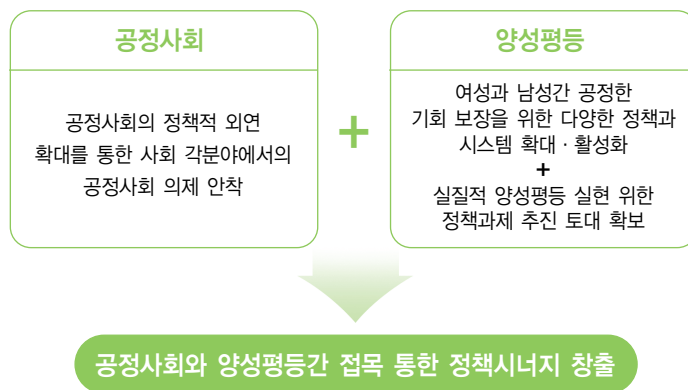 공정사회
공정사회의 정책적 외연
확대를 통한 사회 각분야에서의
공정사회 의제 안착
+
양성평등
여성과 남성간 공정한
기회 보장을 위한 다양한 정책과
시스템 확대 · 활성화
+
실질적 양성평등 실현 위한
정책과제 추진 토대 확보
공정사회와 양성평등간 접목 통한 정책시너지 창출